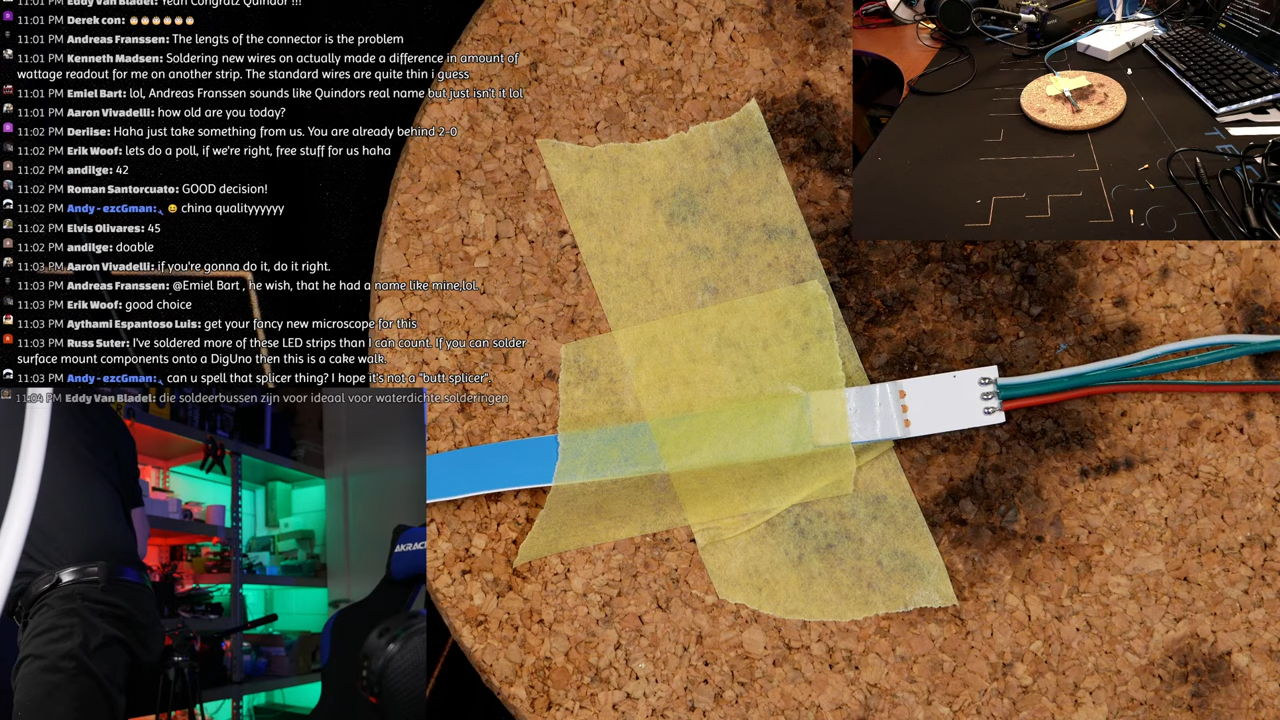 11:01 PM Eddy Van Bladel: Yeah Congratz Quindor !!!
11:01 PM Derek con:
11:01 PM Andreas Franssen: The lengts of the connector is the problem
11:01 PM Kenneth Madsen: Soldering new wires on actually made a difference in amount of
wattage readout for me on another strip. The standard wires are quite thin i guess
11:01 PM Emiel Bart: lol, Andreas Franssen sounds like Quindors real name but just isn't it lol
11:01 PM Aaron Vivadelli: how old are you today?
11:02 PM Deriise: Haha just take something from us. You are already behind 2-0
11:02 PM Erik Woof: lets do a poll, if we're right, free stuff for us haha
11:02 PM andilge: 42
11:02 PM Roman Santorcuato: GOOD decision!
11:02 PM Andy - ezcGman: china qualityyyyyy
11:02 PM Elvis Olivares: 45
11:02 PM andilge: doable
11:03 PM Aaron Vivadelli: if you're gonna do it, do it right.
11:03 PM Andreas Franssen: @Emiel Bart , he wish, that he had a name like mine,lol.
11:03 PM Erik Woof: good choice
11:03 PM Aythami Espantoso Luis: get your fancy new microscope for this
11:03 PM Russ Suter: I've soldered more of these LED strips than I can count. If you can solder
surface mount components onto a DigUno then this is a cake walk.
11:03 PM Andy - ezcGman: can u spell that splicer thing? I hope it's not a "butt splicer".
11:04 PM Eddy Van Bladel: die soldeerbussen zijn voor ideaal voor waterdichte solderingen
AKRAC